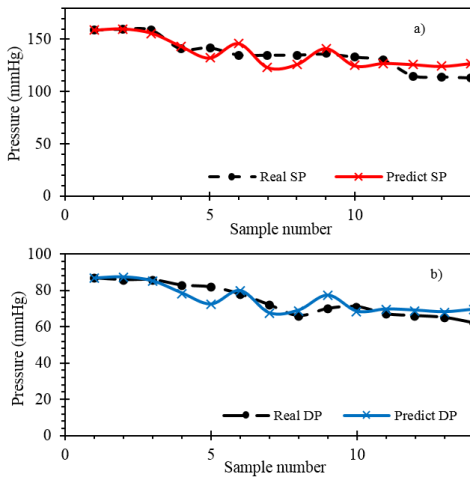 a)
150
100
50
0
Pressure (mmHg)
Real SP Predict SP
0 5 10
Sample number
b)
100
80
60
40
20
0
Pressure (mmHg)
Real DP Predict DP
0 5 10
Sample number